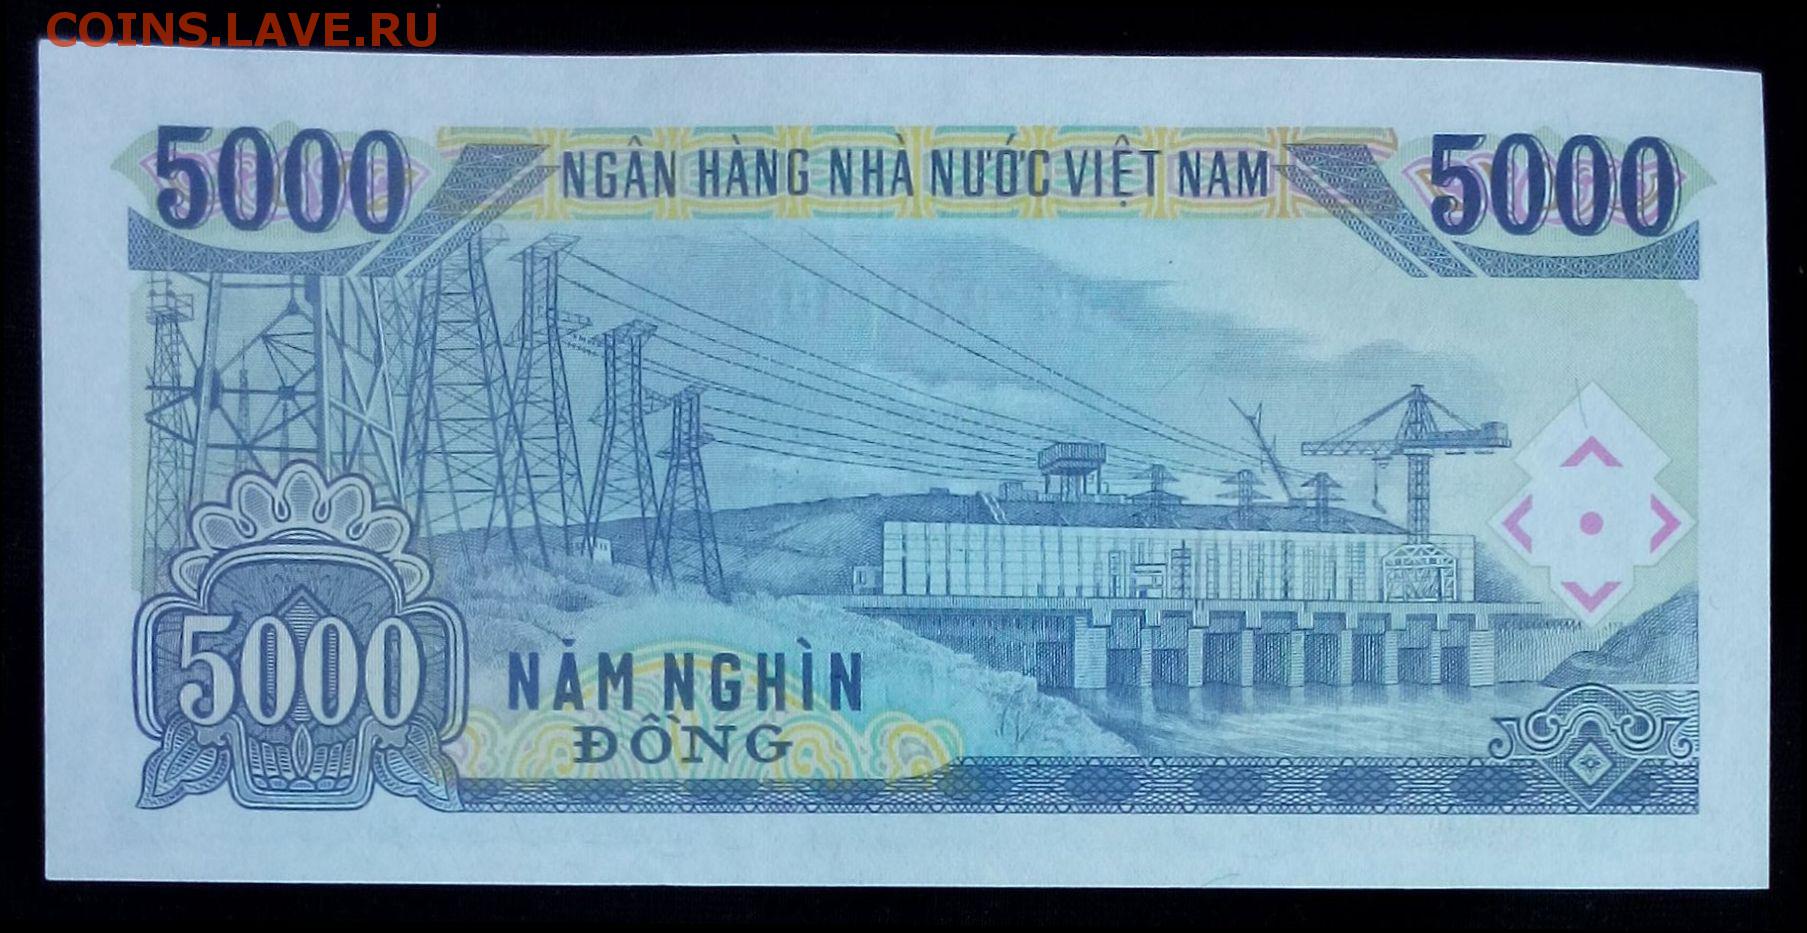 COINS.LAVE.RU
5000 NGÂN HÀNG NHÀ NƯỚC VIỆT NAM 5000
5000
NĂM NGHÌN
ĐỒNG